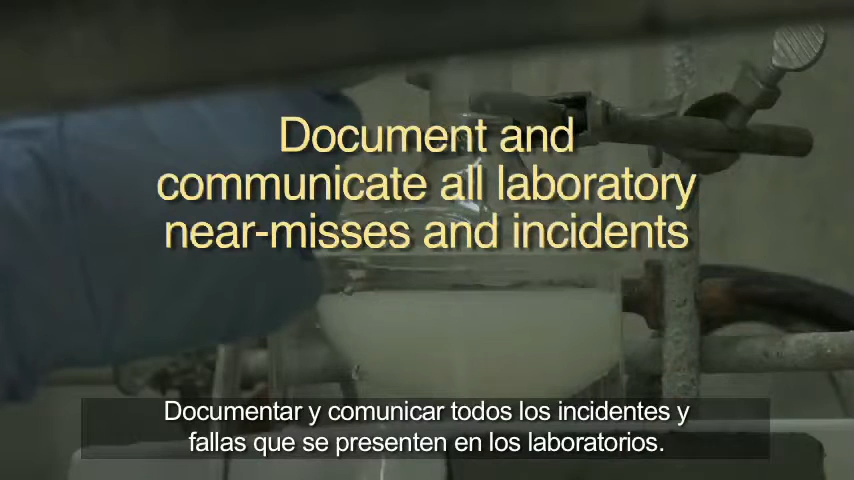 Document and
communicate all laboratory
near-misses and incidents
Documentar y comunicar todos los incidentes y
fallas que se presenten en los laboratorios.